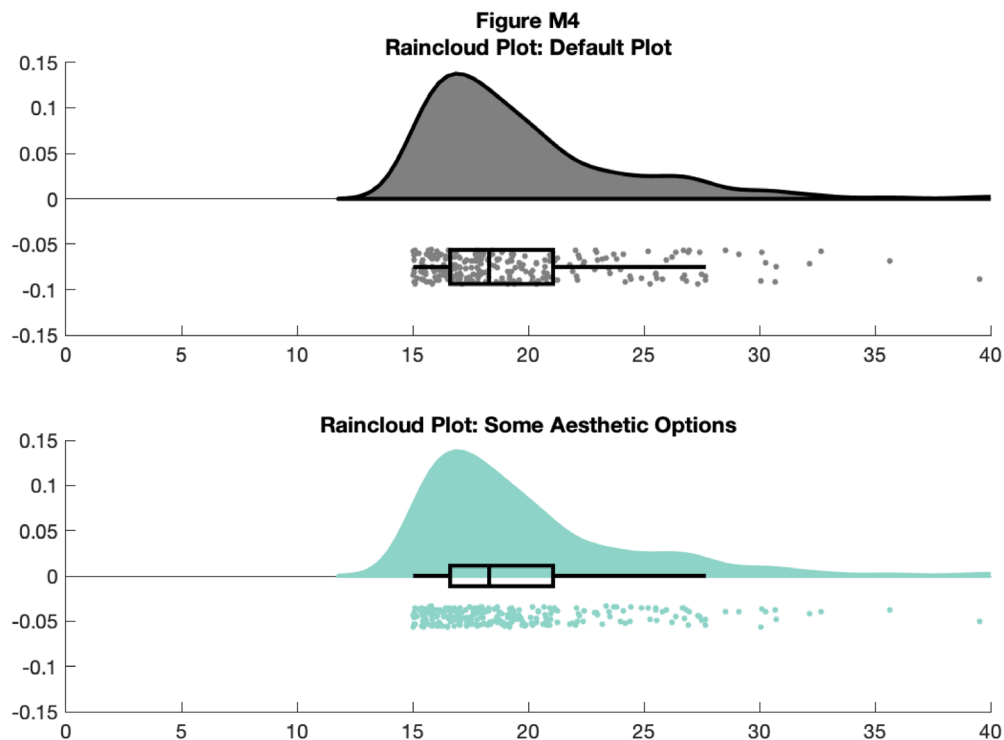 Figure M4
Raincloud Plot: Default Plot
0.15
0.1
0.05
0
-0.05
-0.1
-0.15
0 5 10 15 20 25 30 35 40
Raincloud Plot: Some Aesthetic Options
0.15
0.1
0.05
0
-0.05
-0.1
-0.15
0 5 10 15 20 25 30 35 40